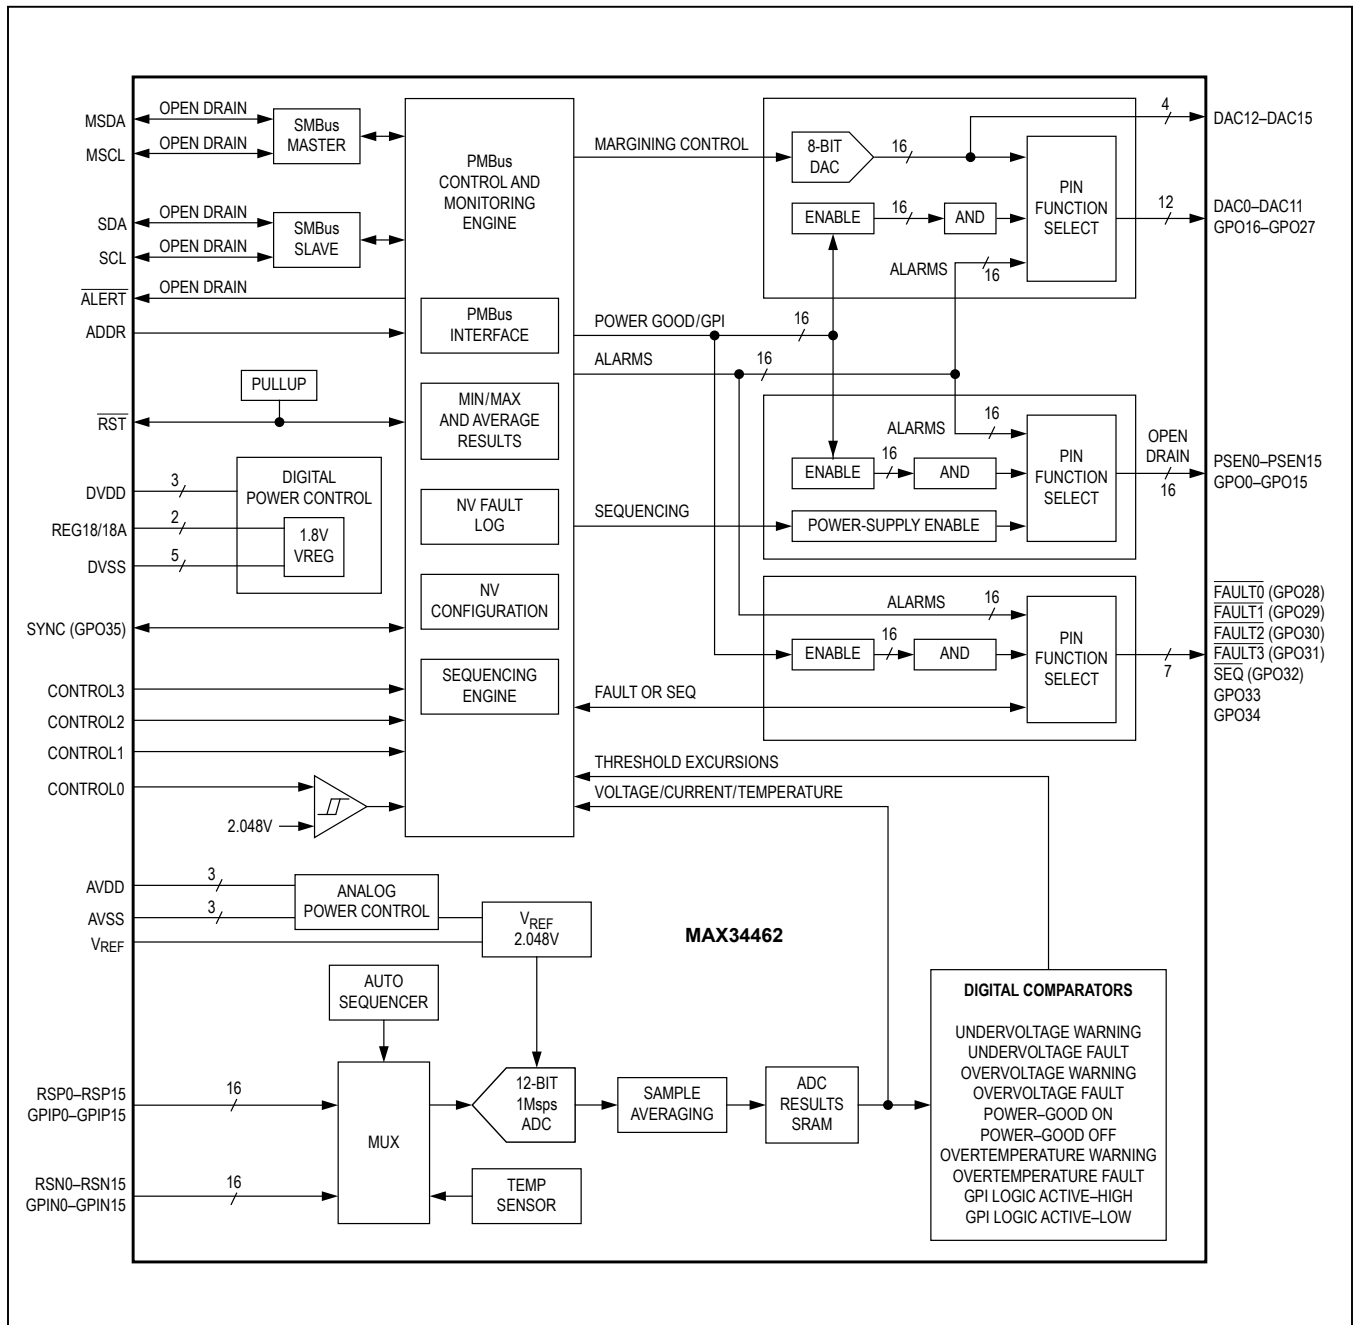 MSDA
OPEN DRAIN
MSCL
OPEN DRAIN
SMBus
MASTER
SDA
OPEN DRAIN
SCL
OPEN DRAIN
SMBus
SLAVE
ALERT
OPEN DRAIN
ADDR
PULLUP
RST
DVDD
3
REG18/18A
2
DVSS
5
DIGITAL
POWER CONTROL
1.8V
VREG
SYNC (GPO35)
CONTROL3
CONTROL2
CONTROL1
CONTROL0
2.048V
PMBus
CONTROL AND
MONITORING
ENGINE
PMBus
INTERFACE
MIN/MAX
AND AVERAGE
RESULTS
NV FAULT
LOG
NV
CONFIGURATION
SEQUENCING
ENGINE
MARGINING CONTROL
POWER GOOD/GPI
16
ALARMS
16
SEQUENCING
FAULT OR SEQ
THRESHOLD EXCURSIONS
VOLTAGE/CURRENT/TEMPERATURE
8-BIT
DAC
16
ENABLE
16
AND
ALARMS
16
PIN
FUNCTION
SELECT
4
DAC12–DAC15
12
DAC0–DAC11
GPO16–GPO27
ALARMS
16
ENABLE
16
AND
POWER-SUPPLY ENABLE
PIN
FUNCTION
SELECT
OPEN
DRAIN
16
PSEN0–PSEN15
GPO0–GPO15
ALARMS
16
ENABLE
16
AND
PIN
FUNCTION
SELECT
7
FAULT0 (GPO28)
FAULT1 (GPO29)
FAULT2 (GPO30)
FAULT3 (GPO31)
SEQ (GPO32)
GPO33
GPO34
AVDD
3
AVSS
3
VREF
ANALOG
POWER CONTROL
VREF
2.048V
MAX34462
AUTO
SEQUENCER
RSP0–RSP15
GPIP0–GPIP15
16
RSN0–RSN15
GPIN0–GPIN15
16
MUX
12-BIT
1Msps
ADC
TEMP
SENSOR
SAMPLE
AVERAGING
ADC
RESULTS
SRAM
DIGITAL COMPARATORS
UNDERVOLTAGE WARNING
UNDERVOLTAGE FAULT
OVERVOLTAGE WARNING
OVERVOLTAGE FAULT
POWER–GOOD ON
POWER–GOOD OFF
OVERTEMPERATURE WARNING
OVERTEMPERATURE FAULT
GPI LOGIC ACTIVE–HIGH
GPI LOGIC ACTIVE–LOW